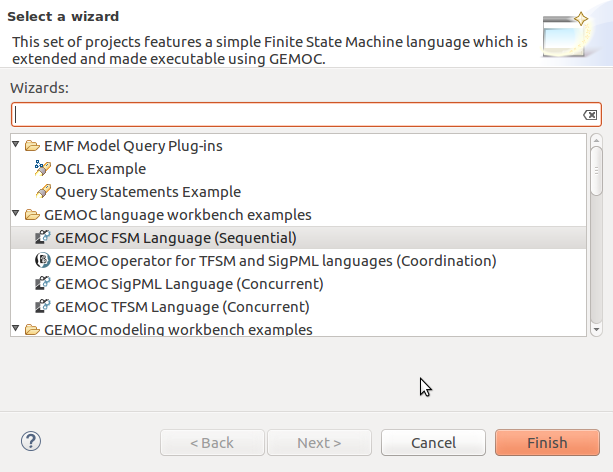 Select a wizard
This set of projects features a simple Finite State Machine language which is
extended and made executable using GEMOC.
Wizards:
EMF Model Query Plug-ins
OCL Example
Query Statements Example
GEMOC language workbench examples
GEMOC FSM Language (Sequential)
GEMOC operator for TFSM and SigPML languages (Coordination)
GEMOC SigPML Language (Concurrent)
GEMOC TFSM Language (Concurrent)
GEMOC modeling workbench examples
?
< Back
Next >
Cancel
Finish